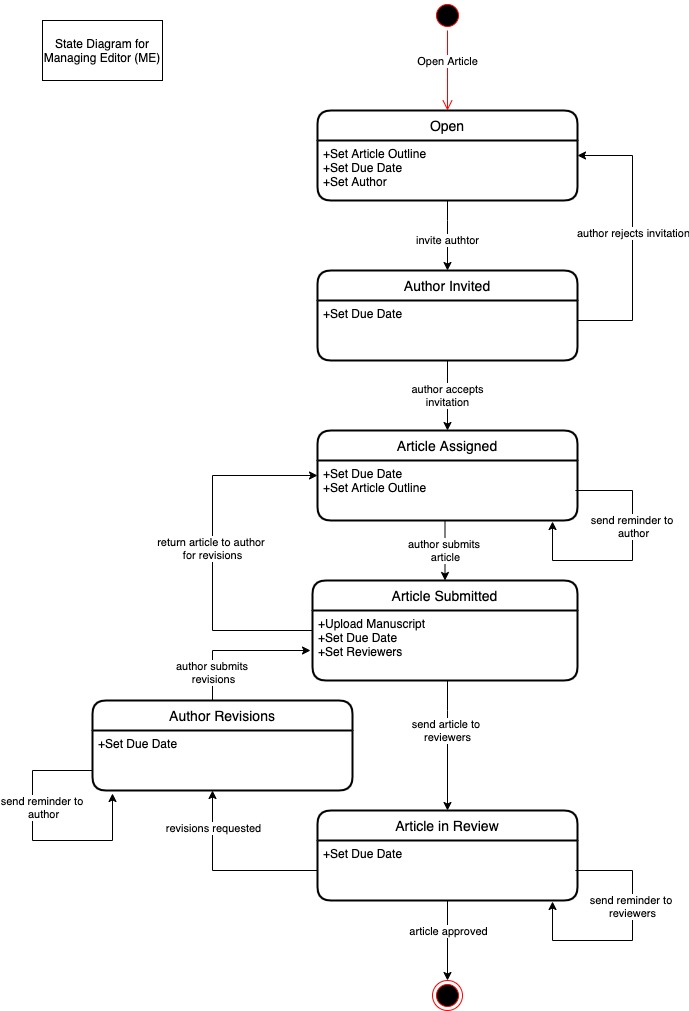 State Diagram for
Managing Editor (ME)
Open Article
Open
+Set Article Outline
+Set Due Date
+Set Author
invite authtor
author rejects invitation
Author Invited
+Set Due Date
author accepts
invitation
Article Assigned
+Set Due Date
+Set Article Outline
send reminder to
author
return article to author
for revisions
author submits
article
Article Submitted
+Upload Manuscript
+Set Due Date
+Set Reviewers
author submits
revisions
Author Revisions
+Set Due Date
send article to
reviewers
send reminder to
author
revisions requested
Article in Review
+Set Due Date
send reminder to
reviewers
article approved